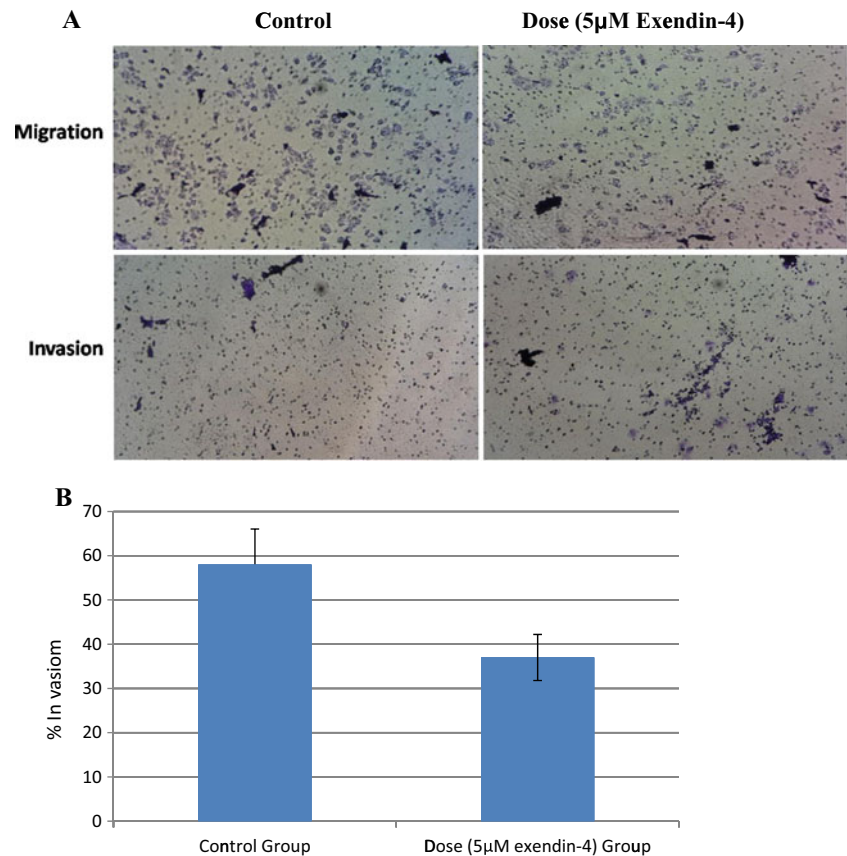 A
Control
Dose (5μM Exendin-4)
Migration
Invasion
B
% In vasiom
70
60
50
40
30
20
10
0
Control Group
Dose (5μM exendin-4) Group